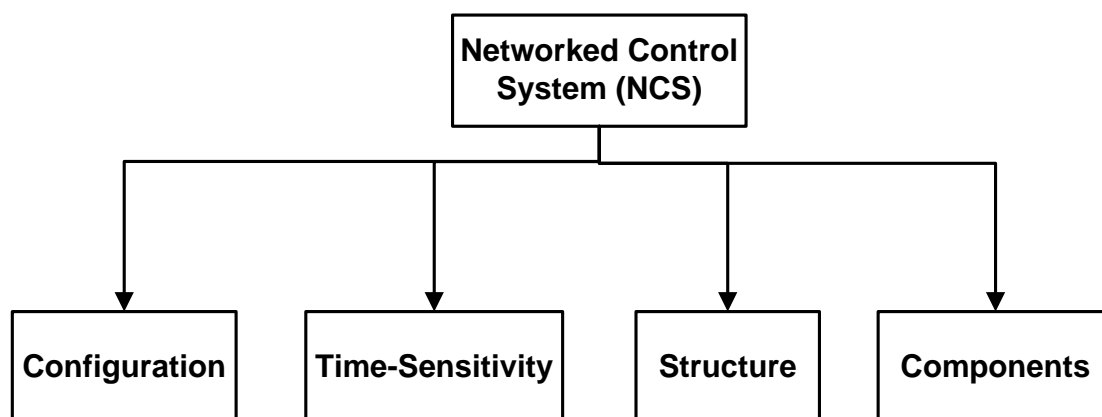 Networked Control
System (NCS)
Configuration
Time-Sensitivity
Structure
Components